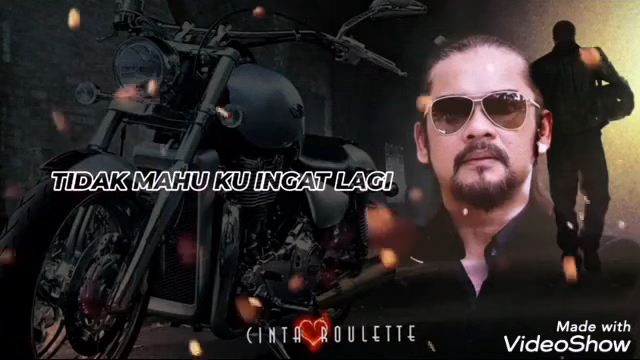 TIDAK MAHU KU INGAT LAGI
CINTA ROULETTE
Made with
VideoShow